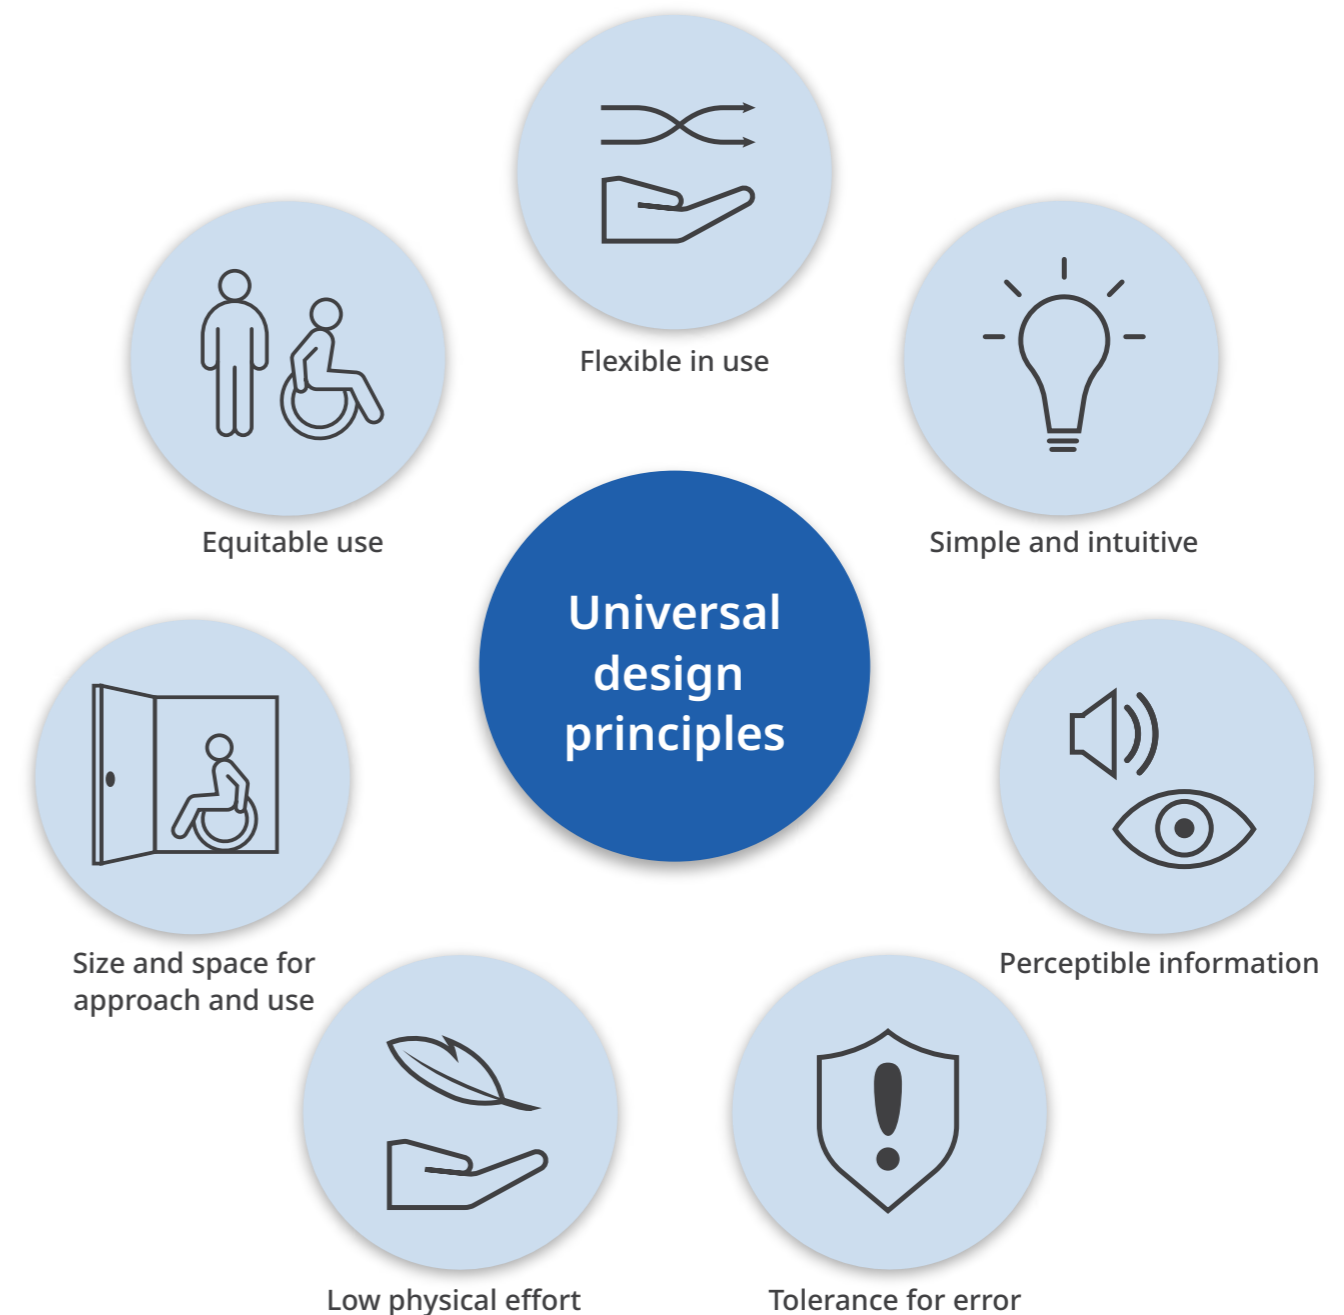 Flexible in use
Equitable use
Simple and intuitive
Universal
design
principles
Size and space for
approach and use
Perceptible information
Low physical effort
Tolerance for error